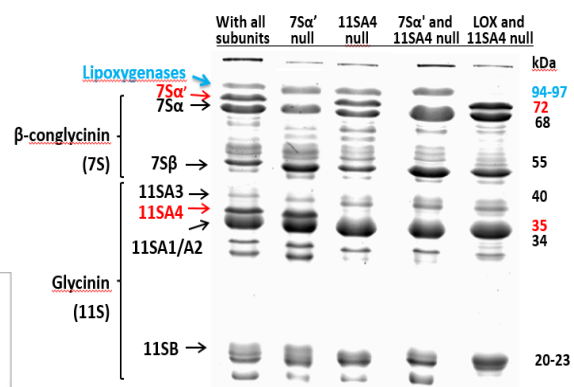 With all subunits
7Sα’ null
11SA4 null
7Sα' and 11SA4 null
LOX and 11SA4 null
kDa
Lipoxygenases
7Sα’
7Sα
β-conglycinin
(7S)
7Sβ
11SA3
11SA4
11SA1/A2
Glycinin
(11S)
11SB
94-97
72
68
55
40
35
34
20-23